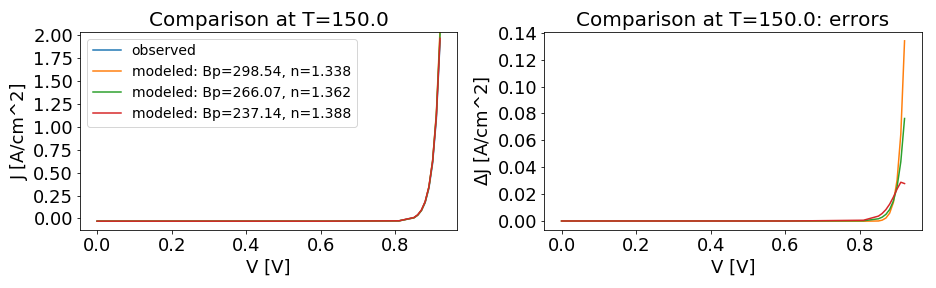 Comparison at T=150.0
2.00
1.75
1.50
1.25
1.00
0.75
0.50
0.25
0.00
J [A/cm^2]
observed
modeled: Bp=298.54, n=1.338
modeled: Bp=266.07, n=1.362
modeled: Bp=237.14, n=1.388
0.0 0.2 0.4 0.6 0.8
V [V]
Comparison at T=150.0: errors
0.14
0.12
0.10
0.08
0.06
0.04
0.02
0.00
ΔJ [A/cm^2]
0.0 0.2 0.4 0.6 0.8
V [V]